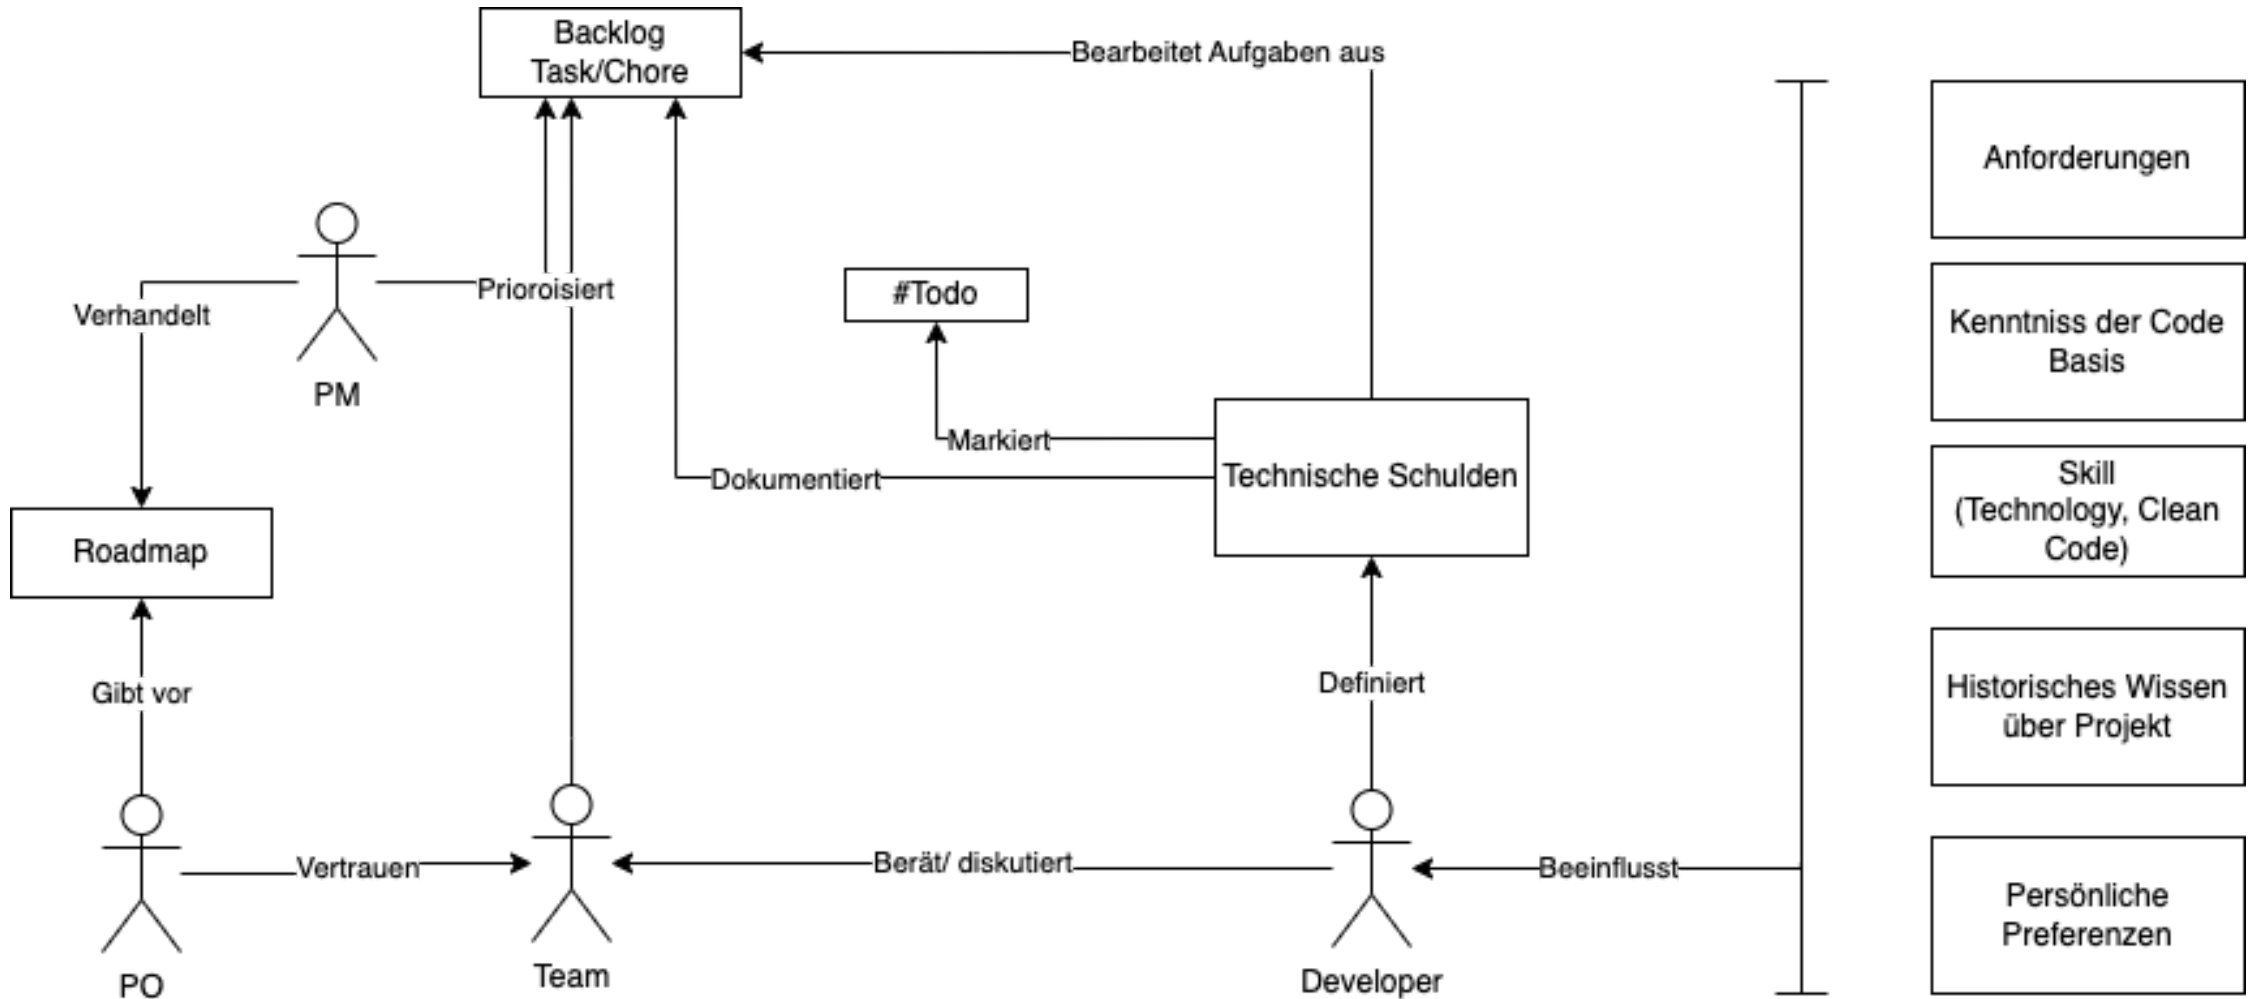 Backlog
Task/Chore
Bearbeitet Aufgaben aus
Anforderungen
Verhandelt
Prioroisiert
#Todo
Kenntniss der Code
Basis
PM
Markiert
Dokumentiert
Technische Schulden
Skill
(Technology, Clean
Code)
Roadmap
Gibt vor
Definiert
Historisches Wissen
über Projekt
Vertrauen
Berät/ diskutiert
Beeinflusst
Persönliche
Preferenzen
PO
Team
Developer